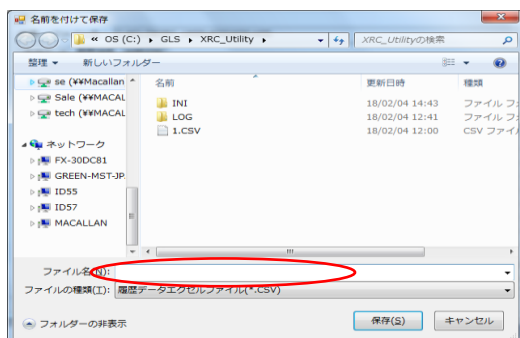 名前を付けて保存
« OS (C:) ▸ GLS ▸ XRC_Utility ▸
XRC_Utilityの検索
整理 ▼ 新しいフォルダー
se (¥¥Macallan
Sale (¥¥MACAL
tech (¥¥MACAL
ネットワーク
FX-30DC81
GREEN-MST-JP
ID55
ID57
MACALLAN
名前 更新日時 種類
INI 18/02/04 14:43 ファイル フ
LOG 18/02/04 12:41 ファイル フ
1.CSV 18/02/04 12:00 CSV ファイ
ファイル名(N):
ファイルの種類(T): 履歴データエクセルファイル(*.CSV)
フォルダーの非表示
保存(S) キャンセル